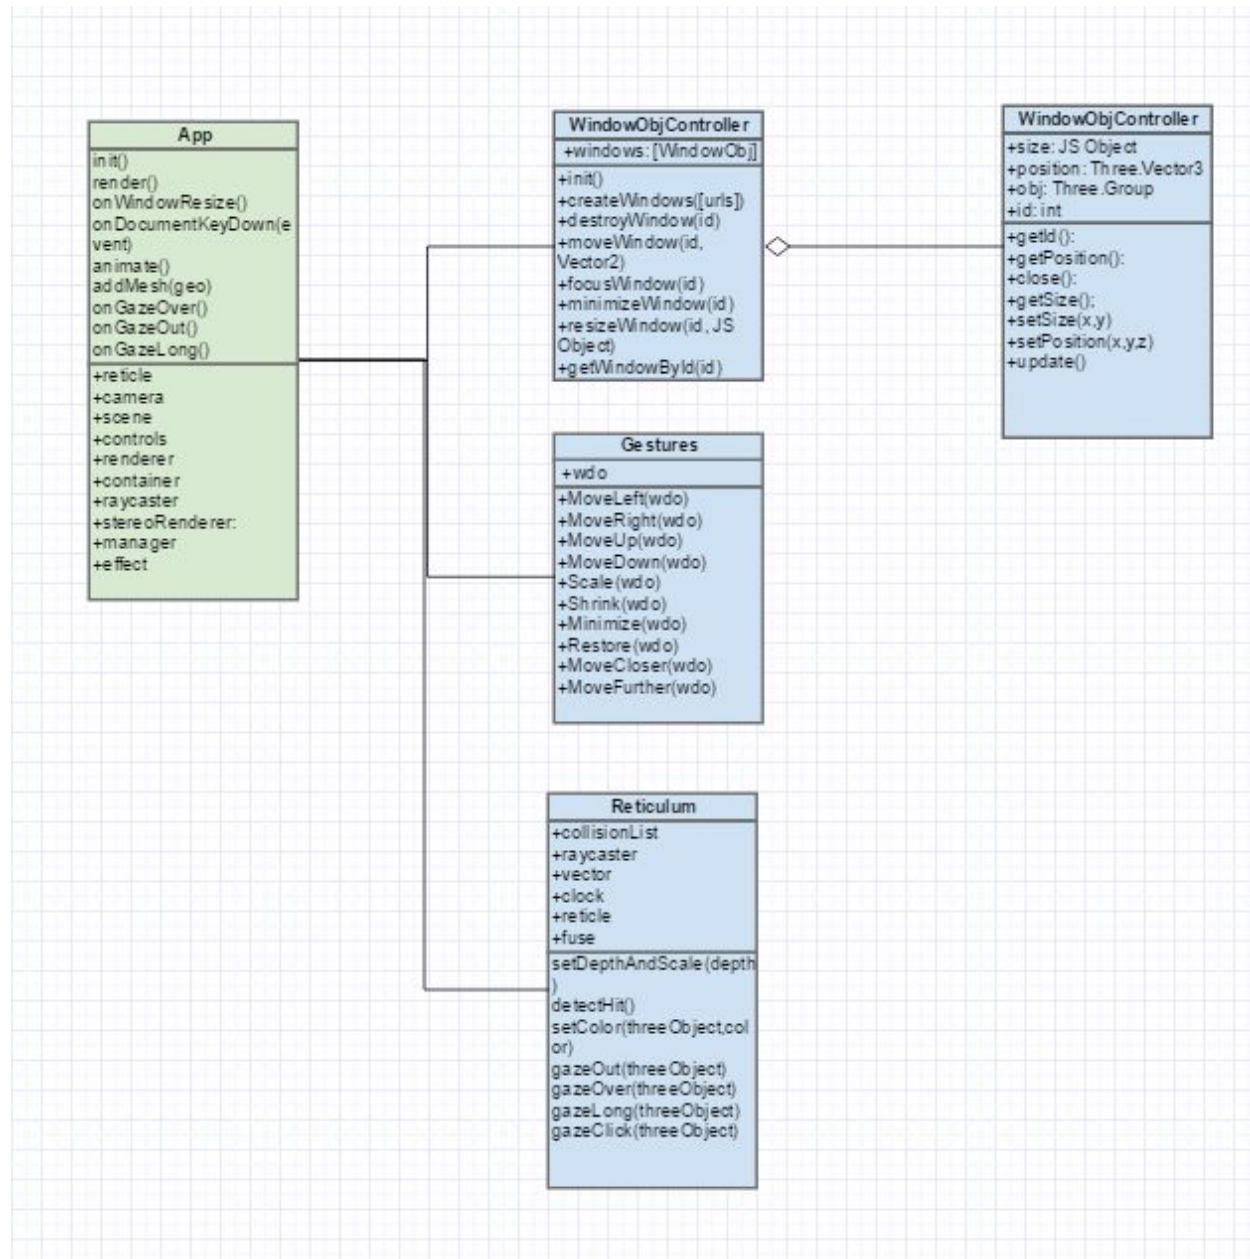 App
init()
render()
onWindowResize()
onDocumentKeyDown(e
vent)
animate()
addMesh(geo)
onGazeOver()
onGazeOut()
onGazeLong()
+reticle
+camera
+scene
+controls
+renderer
+container
+raycaster
+stereoRenderer:
+manager
+effect
WindowObjController
+windows: [WindowObj]
+init()
+createWindows([urls])
+destroyWindow(id)
+moveWindow(id,
Vector2)
+focusWindow(id)
+minimizeWindow(id)
+resizeWindow(id, JS
Object)
+getWindowById(id)
WindowObjController
+size: JS Object
+position: Three.Vector3
+obj: Three.Group
+id: int
+getId():
+getPosition():
+close():
+getSize();
+setSize(x,y)
+setPosition(x,y,z)
+update()
Gestures
+wdo
+MoveLeft(wdo)
+MoveRight(wdo)
+MoveUp(wdo)
+MoveDown(wdo)
+Scale(wdo)
+Shrink(wdo)
+Minimize(wdo)
+Restore(wdo)
+MoveCloser(wdo)
+MoveFurther(wdo)
Reticulum
+collisionList
+raycaster
+vector
+clock
+reticle
+fuse
setDepthAndScale(depth
)
detectHit()
setColor(threeObject,col
or)
gazeOut(threeObject)
gazeOver(threeObject)
gazeLong(threeObject)
gazeClick(threeObject)